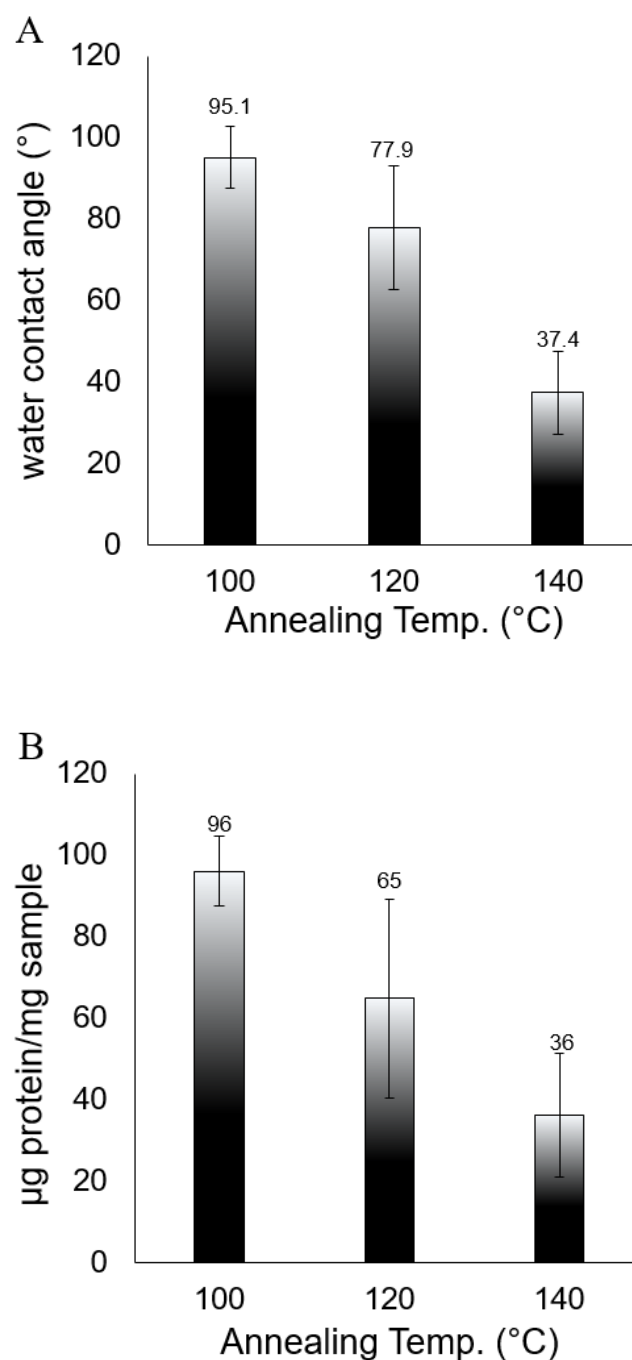 A
120
100
80
60
40
20
0
water contact angle (°)
95.1
77.9
37.4
100 120 140
Annealing Temp. (°C)
B
120
100
80
60
40
20
0
µg protein/mg sample
96
65
36
100 120 140
Annealing Temp. (°C)